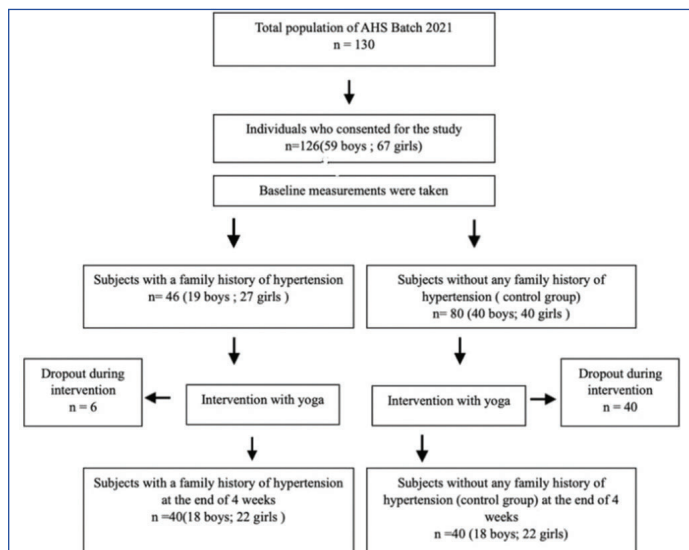 Total population of AHS Batch 2021
n = 130
Individuals who consented for the study
n=126(59 boys ; 67 girls)
Baseline measurements were taken
Subjects with a family history of hypertension
n= 46 (19 boys ; 27 girls )
Subjects without any family history of
hypertension ( control group)
n= 80 (40 boys; 40 girls )
Dropout during
intervention
n = 6
Intervention with yoga
Intervention with yoga
Dropout during
intervention
n = 40
Subjects with a family history of hypertension
at the end of 4 weeks
n =40(18 boys; 22 girls )
Subjects without any family history of
hypertension (control group) at the end of 4
weeks
n =40 (18 boys; 22 girls)